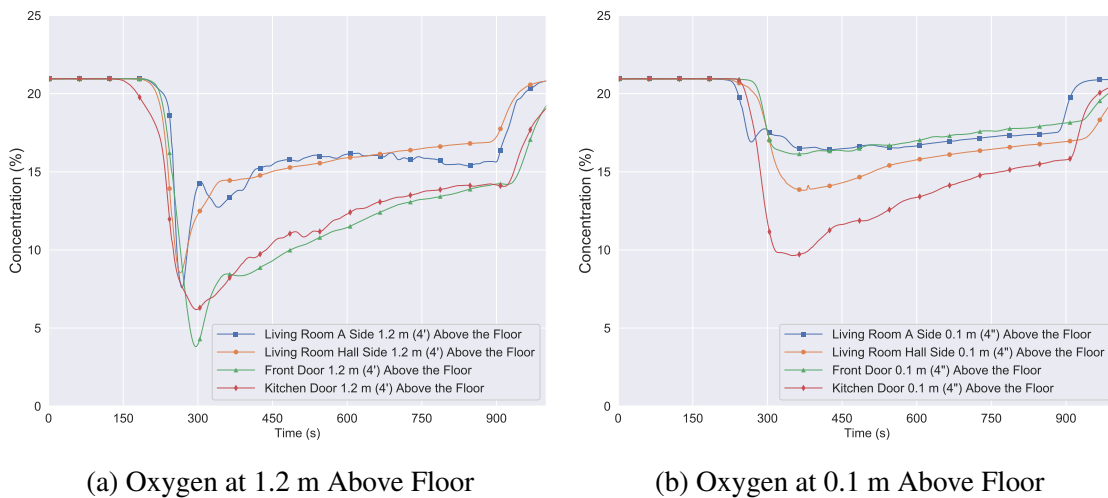 25
20
15
10
5
0
Concentration (%)
0 150 300 450 600 750 900
Time (s)
Living Room A Side 1.2 m (4') Above the Floor
Living Room Hall Side 1.2 m (4') Above the Floor
Front Door 1.2 m (4') Above the Floor
Kitchen Door 1.2 m (4') Above the Floor
(a) Oxygen at 1.2 m Above Floor
25
20
15
10
5
0
Concentration (%)
0 150 300 450 600 750 900
Time (s)
Living Room A Side 0.1 m (4") Above the Floor
Living Room Hall Side 0.1 m (4") Above the Floor
Front Door 0.1 m (4") Above the Floor
Kitchen Door 0.1 m (4") Above the Floor
(b) Oxygen at 0.1 m Above Floor